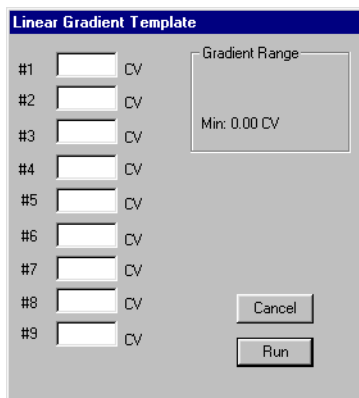 Linear Gradient Template
#1 CV
#2 CV
#3 CV
#4 CV
#5 CV
#6 CV
#7 CV
#8 CV
#9 CV
Gradient Range
Min: 0.00 CV
Cancel
Run